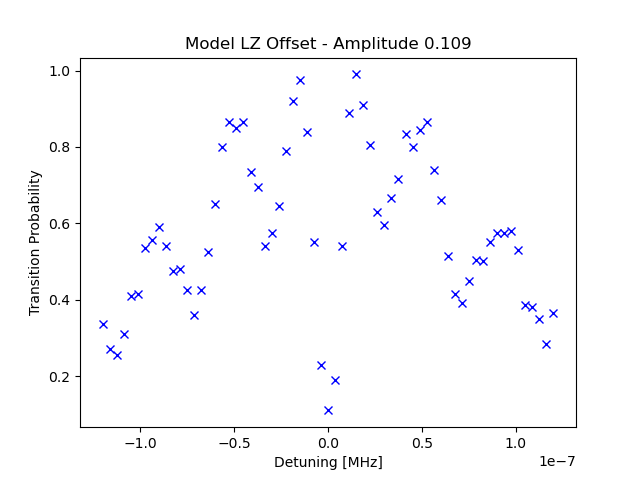 Model LZ Offset - Amplitude 0.109
Transition Probability
1.0
0.8
0.6
0.4
0.2
−1.0 −0.5 0.0 0.5 1.0
1e−7
Detuning [MHz]